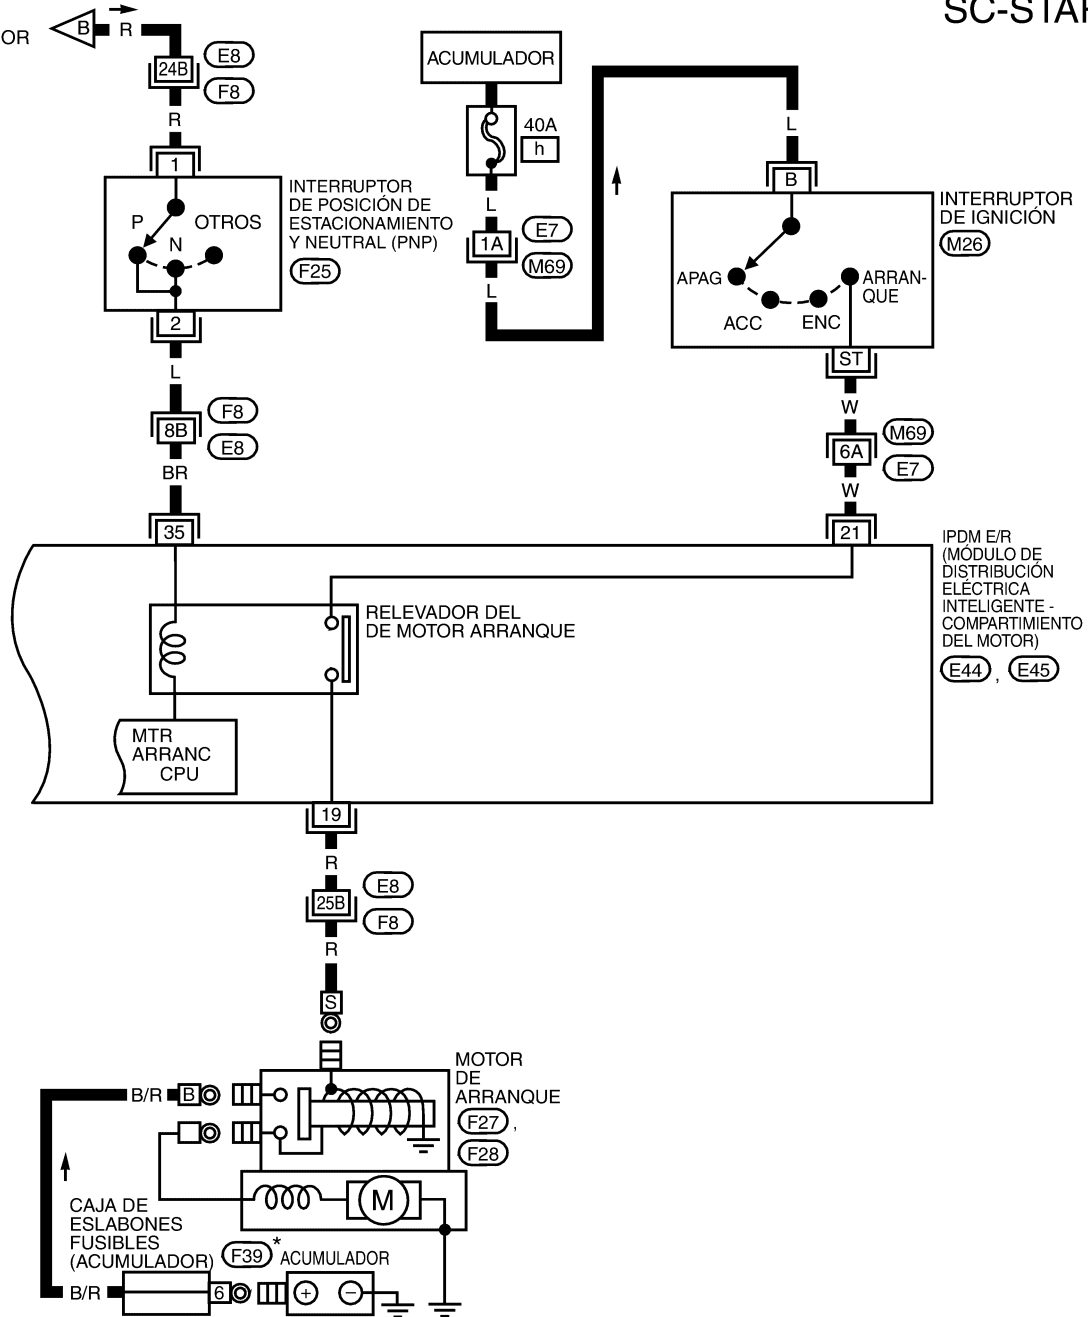 SC-STAR
OR
B
R
24B
E8
F8
R
1
INTERRUPTOR
DE POSICIÓN DE
ESTACIONAMIENTO
Y NEUTRAL (PNP)
F25
P
N
OTROS
2
L
8B
F8
E8
BR
35
ACUMULADOR
40A
h
L
1A
E7
M69
L
L
B
INTERRUPTOR
DE IGNICIÓN
M26
APAG
ACC
ENC
ARRAN-
QUE
ST
W
6A
M69
E7
W
21
IPDM E/R
(MÓDULO DE
DISTRIBUCIÓN
ELÉCTRICA
INTELIGENTE -
COMPARTIMIENTO
DEL MOTOR)
E44 , E45
RELEVADOR DEL
DE MOTOR ARRANQUE
MTR
ARRANC
CPU
19
R
25B
E8
F8
R
S
MOTOR
DE
ARRANQUE
F27 ,
F28
B/R
B
M
CAJA DE
ESLABONES
FUSIBLES
(ACUMULADOR)
F39 *
ACUMULADOR
B/R
6
+
−